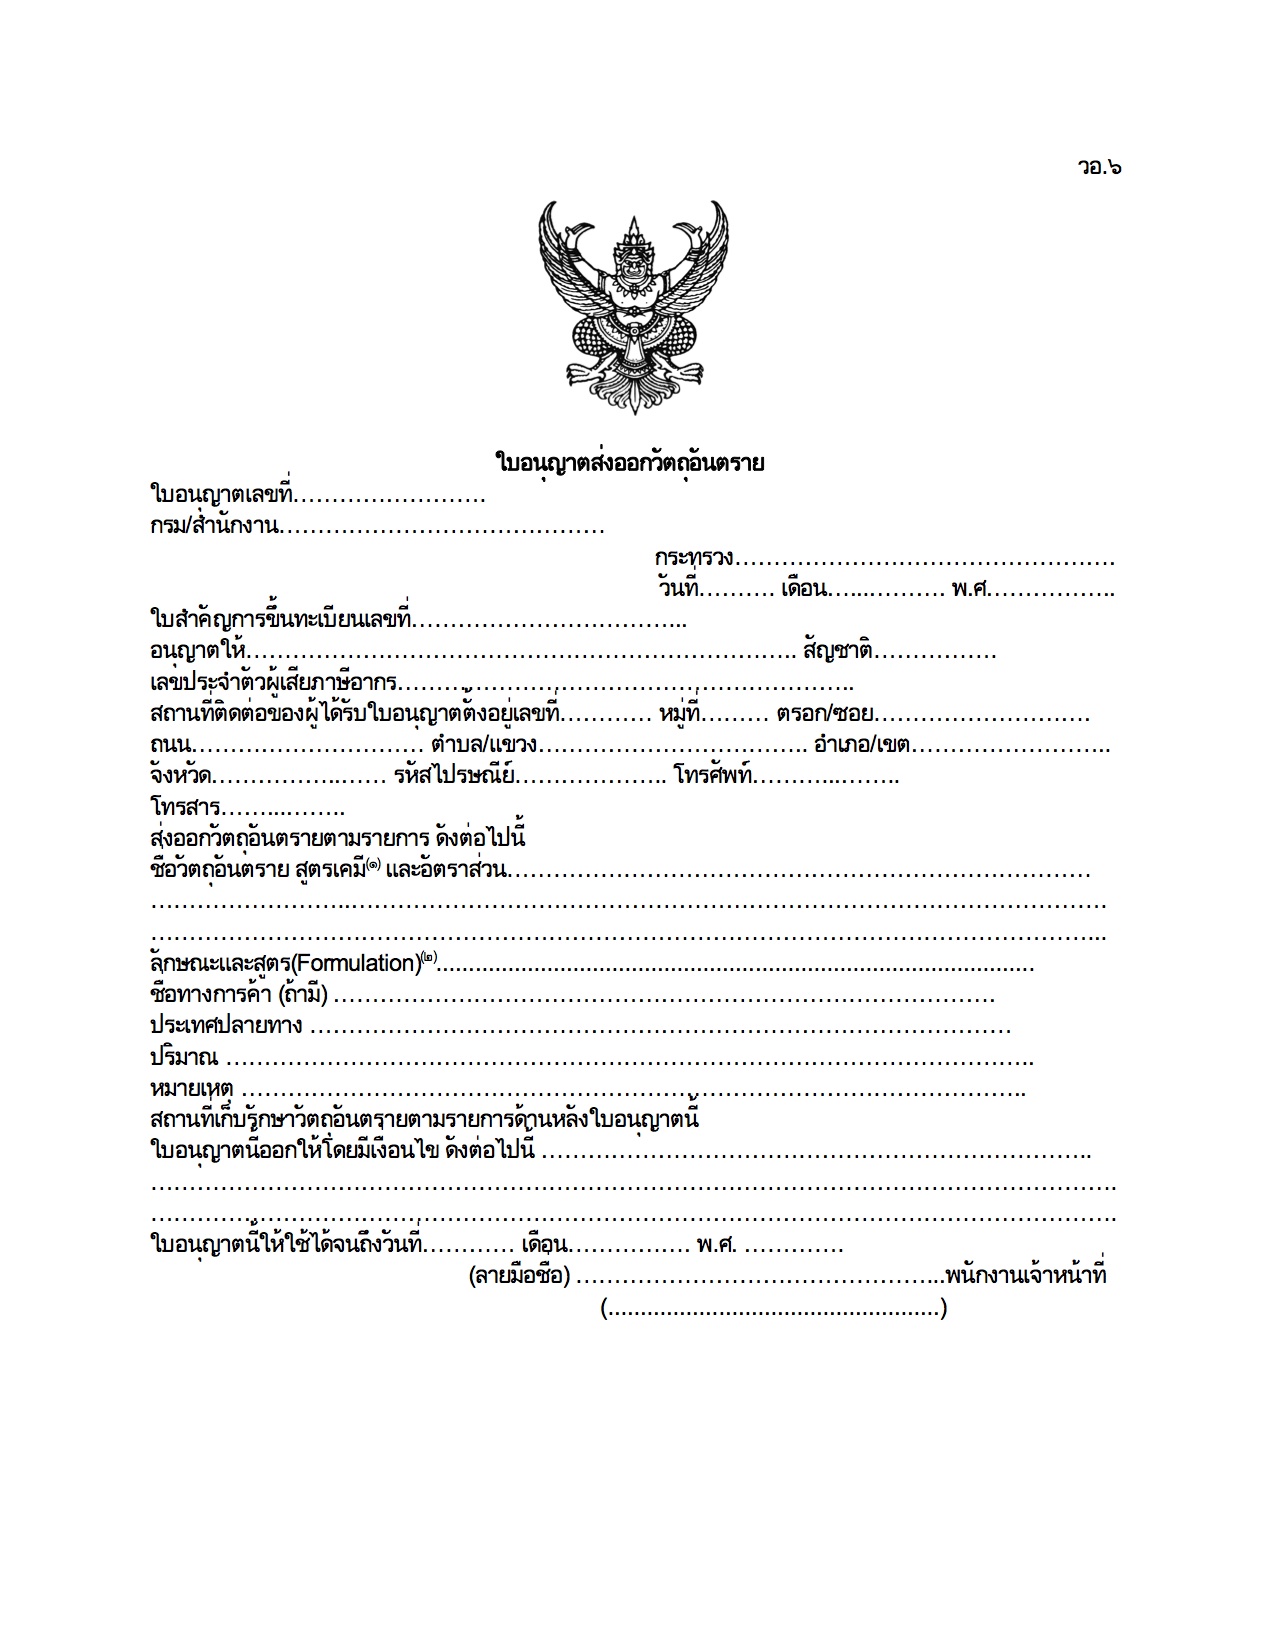 วอ.๖
ใบอนุญาตส่งออกวัตถุอันตราย
ใบอนุญาตเลขที่.........................
กรม/สำนักงาน..........................................
กระทรวง.................................................
วันที่.......... เดือน............... พ.ศ.................
ใบสำคัญการขึ้นทะเบียนเลขที่...................................
อนุญาตให้....................................................................... สัญชาติ................
เลขประจำตัวผู้เสียภาษีอากร...........................................................
สถานที่ติดต่อของผู้ได้รับใบอนุญาตตั้งอยู่เลขที่............ หมู่ที่......... ตรอก/ซอย............................
ถนน.............................. ตำบล/แขวง................................... อำเภอ/เขต..........................
จังหวัด....................... รหัสไปรษณีย์.................... โทรศัพท์...................
โทรสาร................
ส่งออกวัตถุอันตรายตามรายการ ดังต่อไปนี้
ชื่อวัตถุอันตราย สูตรเคมี(๑) และอัตราส่วน...........................................................................
............................................................................................................................
............................................................................................................................
ลักษณะและสูตร(Formulation)(๒)...........................................................................................
ชื่อทางการค้า (ถ้ามี) .....................................................................................
ประเทศปลายทาง ..........................................................................................
ปริมาณ ........................................................................................................
หมายเหตุ .....................................................................................................
สถานที่เก็บรักษาวัตถุอันตรายตามรายการด้านหลังใบอนุญาตนี้
ใบอนุญาตนี้ออกให้โดยมีเงื่อนไข ดังต่อไปนี้ .......................................................................
............................................................................................................................
............................................................................................................................
ใบอนุญาตนี้ให้ใช้ได้จนถึงวันที่............ เดือน................ พ.ศ. .............
(ลายมือชื่อ) ................................................พนักงานเจ้าหน้าที่
(...................................................)